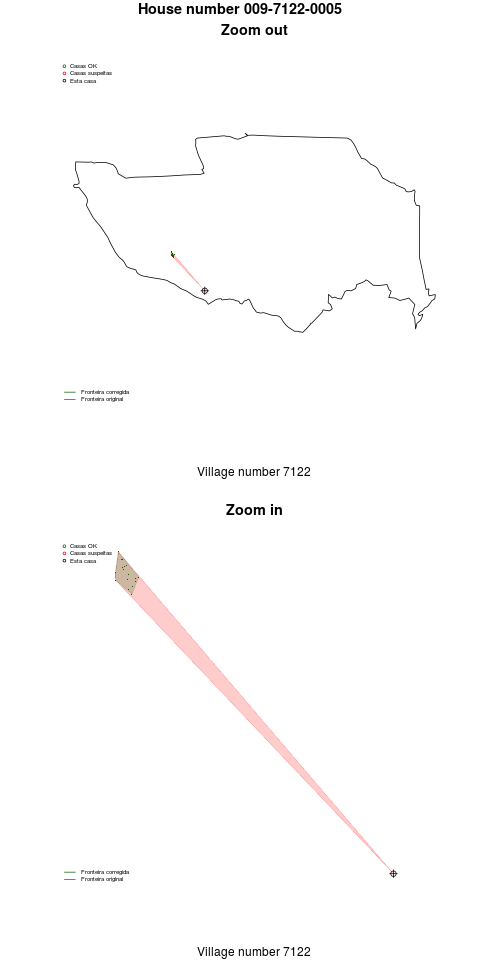 House number 009-7122-0005
Zoom out
Casas OK
Casas suspeitas
Esta casa
Fronteira corregida
Fronteira original
Village number 7122
Zoom in
Casas OK
Casas suspeitas
Esta casa
Fronteira corregida
Fronteira original
Village number 7122